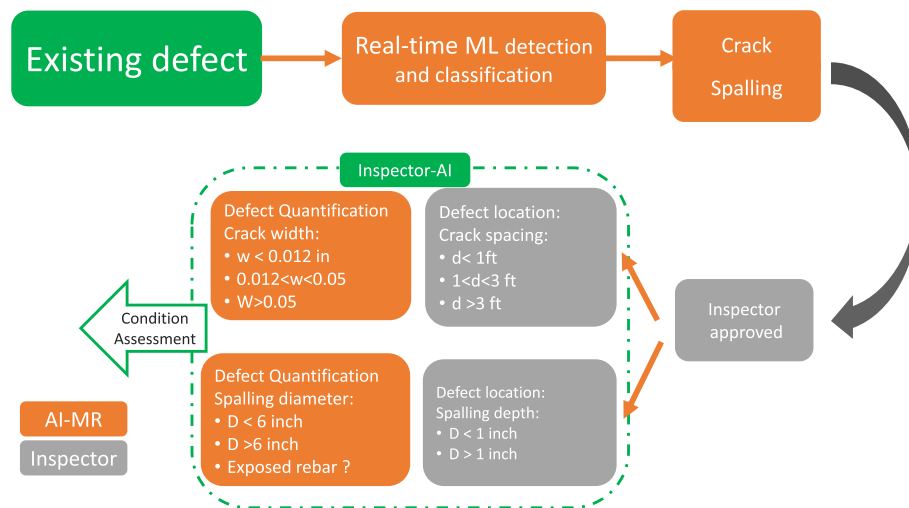 Existing defect
Real-time ML detection
and classification
Crack
Spalling
Inspector-AI
Defect Quantification
Crack width:
• w < 0.012 in
• 0.012<w<0.05
• W>0.05
Defect location:
Crack spacing:
• d< 1ft
• 1<d<3 ft
• d >3 ft
Inspector
approved
Condition
Assessment
Defect Quantification
Spalling diameter:
• D < 6 inch
• D >6 inch
• Exposed rebar ?
Defect location:
Spalling depth:
• D < 1 inch
• D > 1 inch
AI-MR
Inspector